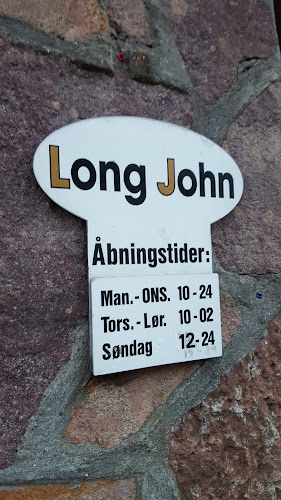 Long John
Åbningstider:
Man.-ONS. 10-24
Tors.-Lør. 10-02
Søndag 12-24